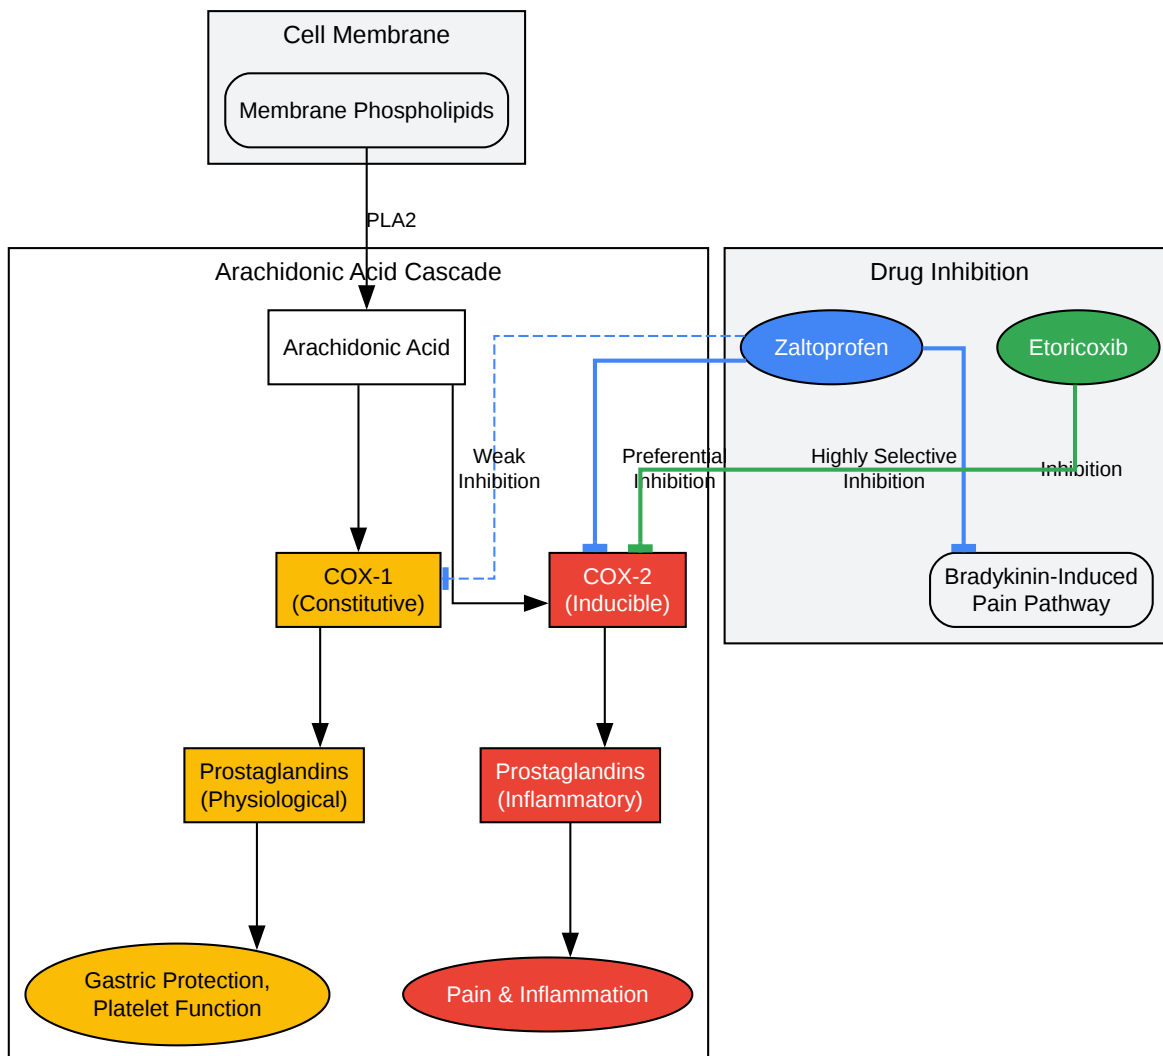 Cell Membrane
Membrane Phospholipids
PLA2
Arachidonic Acid Cascade
Drug Inhibition
Arachidonic Acid
Zaltoprofen
Etoricoxib
Weak
Inhibition
Preferential
Inhibition
Highly Selective
Inhibition
Inhibition
COX-1
(Constitutive)
COX-2
(Inducible)
Bradykinin-Induced
Pain Pathway
Prostaglandins
(Physiological)
Prostaglandins
(Inflammatory)
Gastric Protection,
Platelet Function
Pain & Inflammation